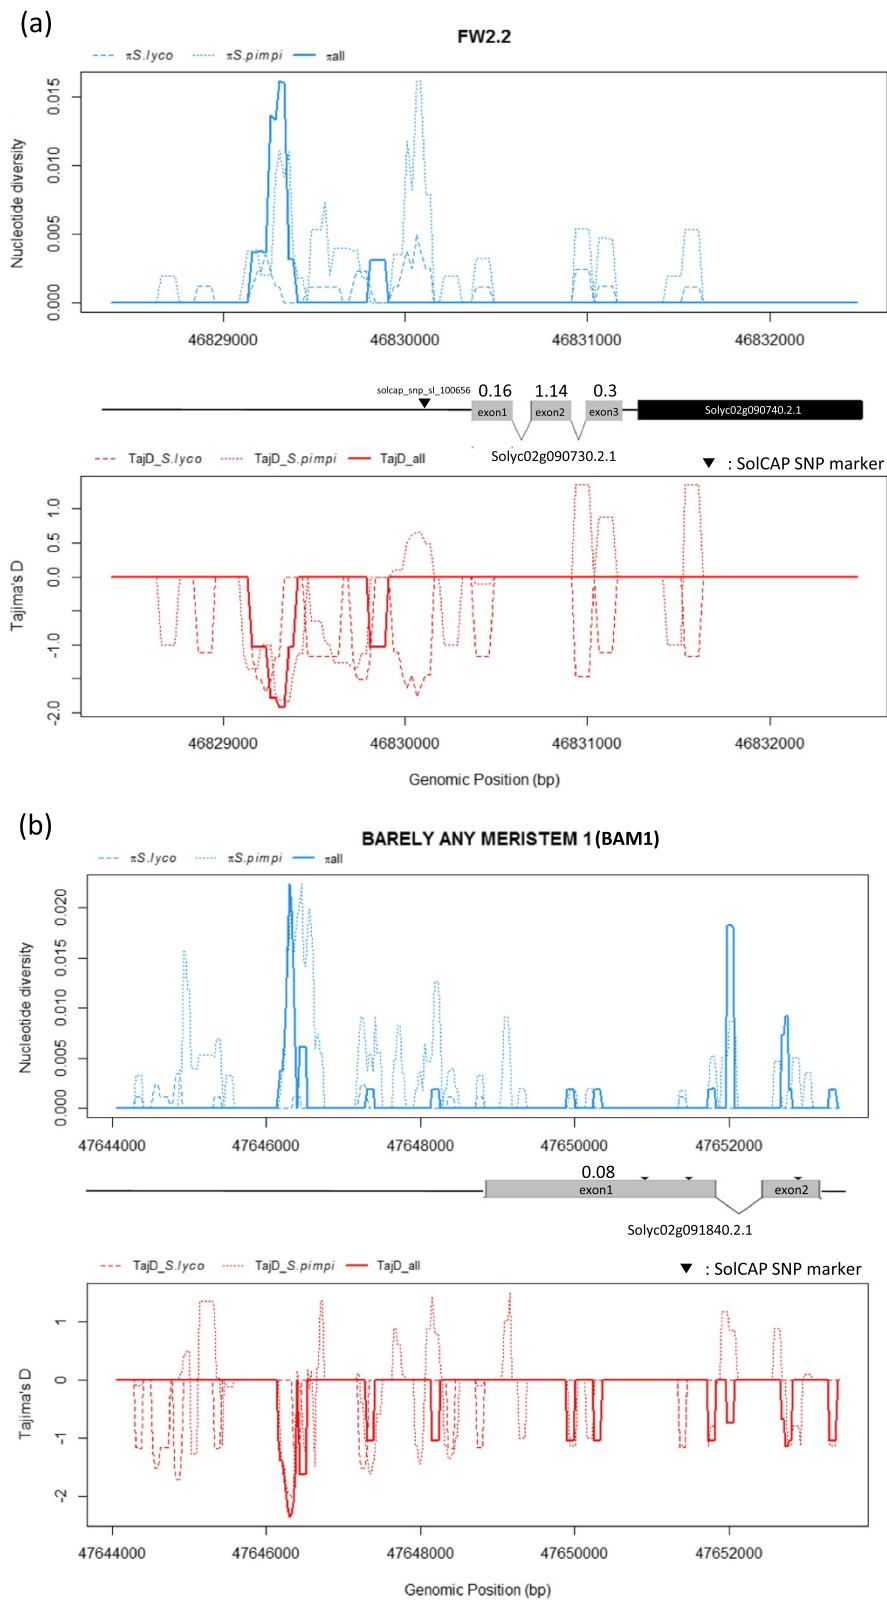 (a)
FW2.2
πS.lyco πS.pimpi πall
Nucleotide diversity
0.015
0.010
0.005
0.000
46829000 46830000 46831000 46832000
solcap_snp_sl_100656 0.16 1.14 0.3
exon1 exon2 exon3 Solyc02g090740.2.1
Solyc02g090730.2.1
TajD_S.lyco TajD_S.pimpi TajD_all
▼ : SolCAP SNP marker
Tajima's D
1.0
0.5
0.0
-1.0
-2.0
46829000 46830000 46831000 46832000
Genomic Position (bp)
(b)
BARELY ANY MERISTEM 1 (BAM1)
πS.lyco πS.pimpi πall
Nucleotide diversity
0.020
0.015
0.010
0.005
0.000
47644000 47646000 47648000 47650000 47652000
0.08
exon1 exon2
Solyc02g091840.2.1
TajD_S.lyco TajD_S.pimpi TajD_all
▼ : SolCAP SNP marker
Tajima's D
1
0
-1
-2
47644000 47646000 47648000 47650000 47652000
Genomic Position (bp)